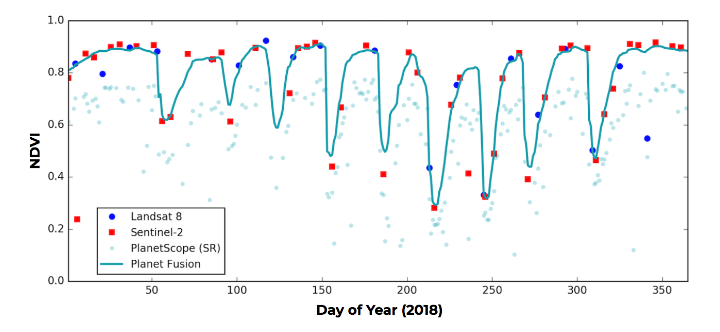 1.0
0.8
0.6
0.4
0.2
0.0
NDVI
Landsat 8
Sentinel-2
PlanetScope (SR)
Planet Fusion
50 100 150 200 250 300 350
Day of Year (2018)